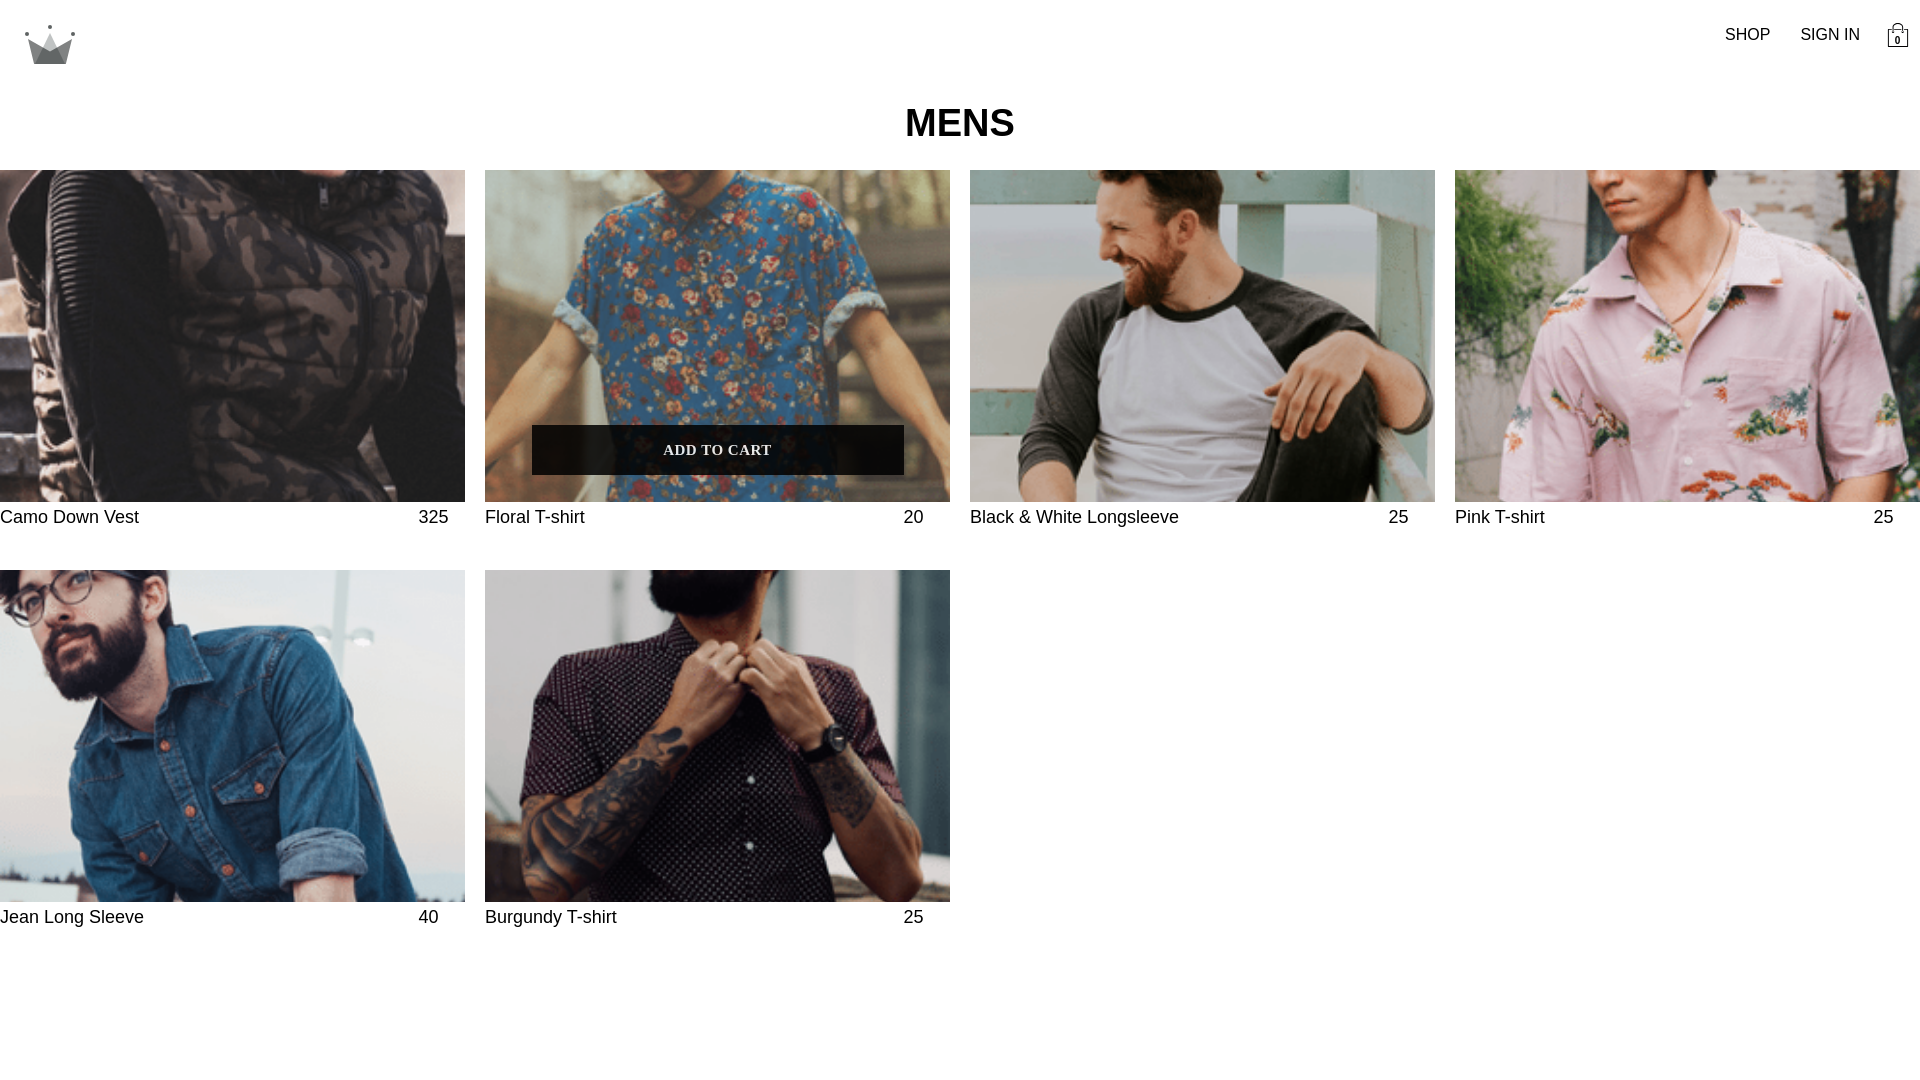 SHOP
SIGN IN
0
MENS
ADD TO CART
Camo Down Vest 325
Floral T-shirt 20
Black & White Longsleeve 25
Pink T-shirt 25
Jean Long Sleeve 40
Burgundy T-shirt 25